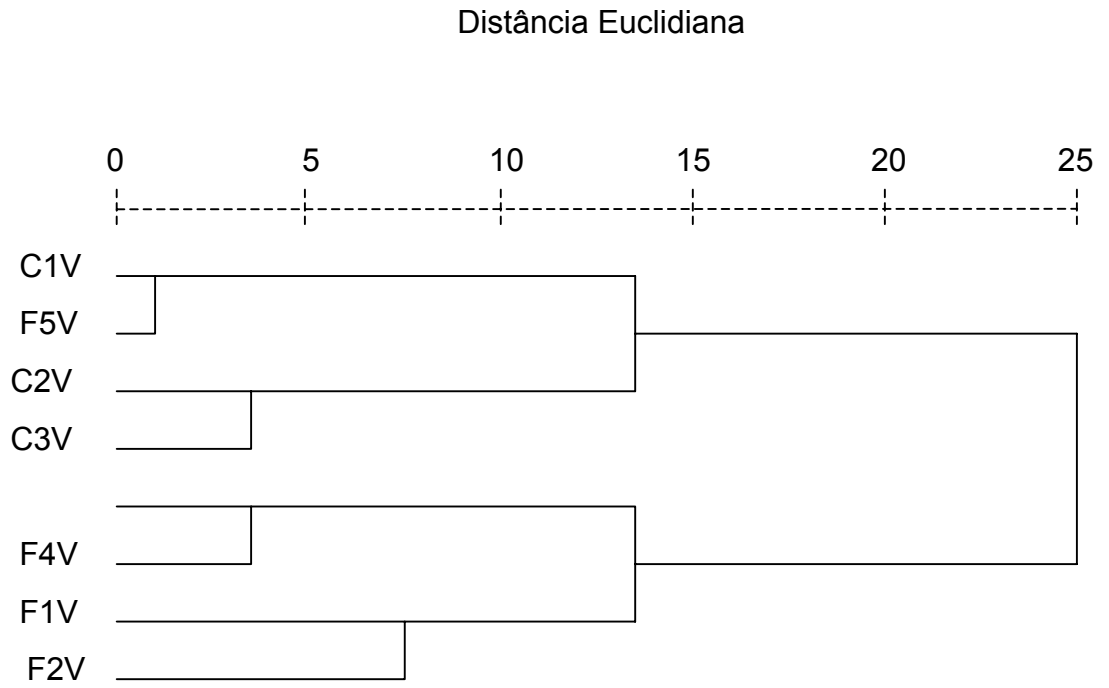 Distância Euclidiana
0 5 10 15 20 25
C1V
F5V
C2V
C3V
F4V
F1V
F2V